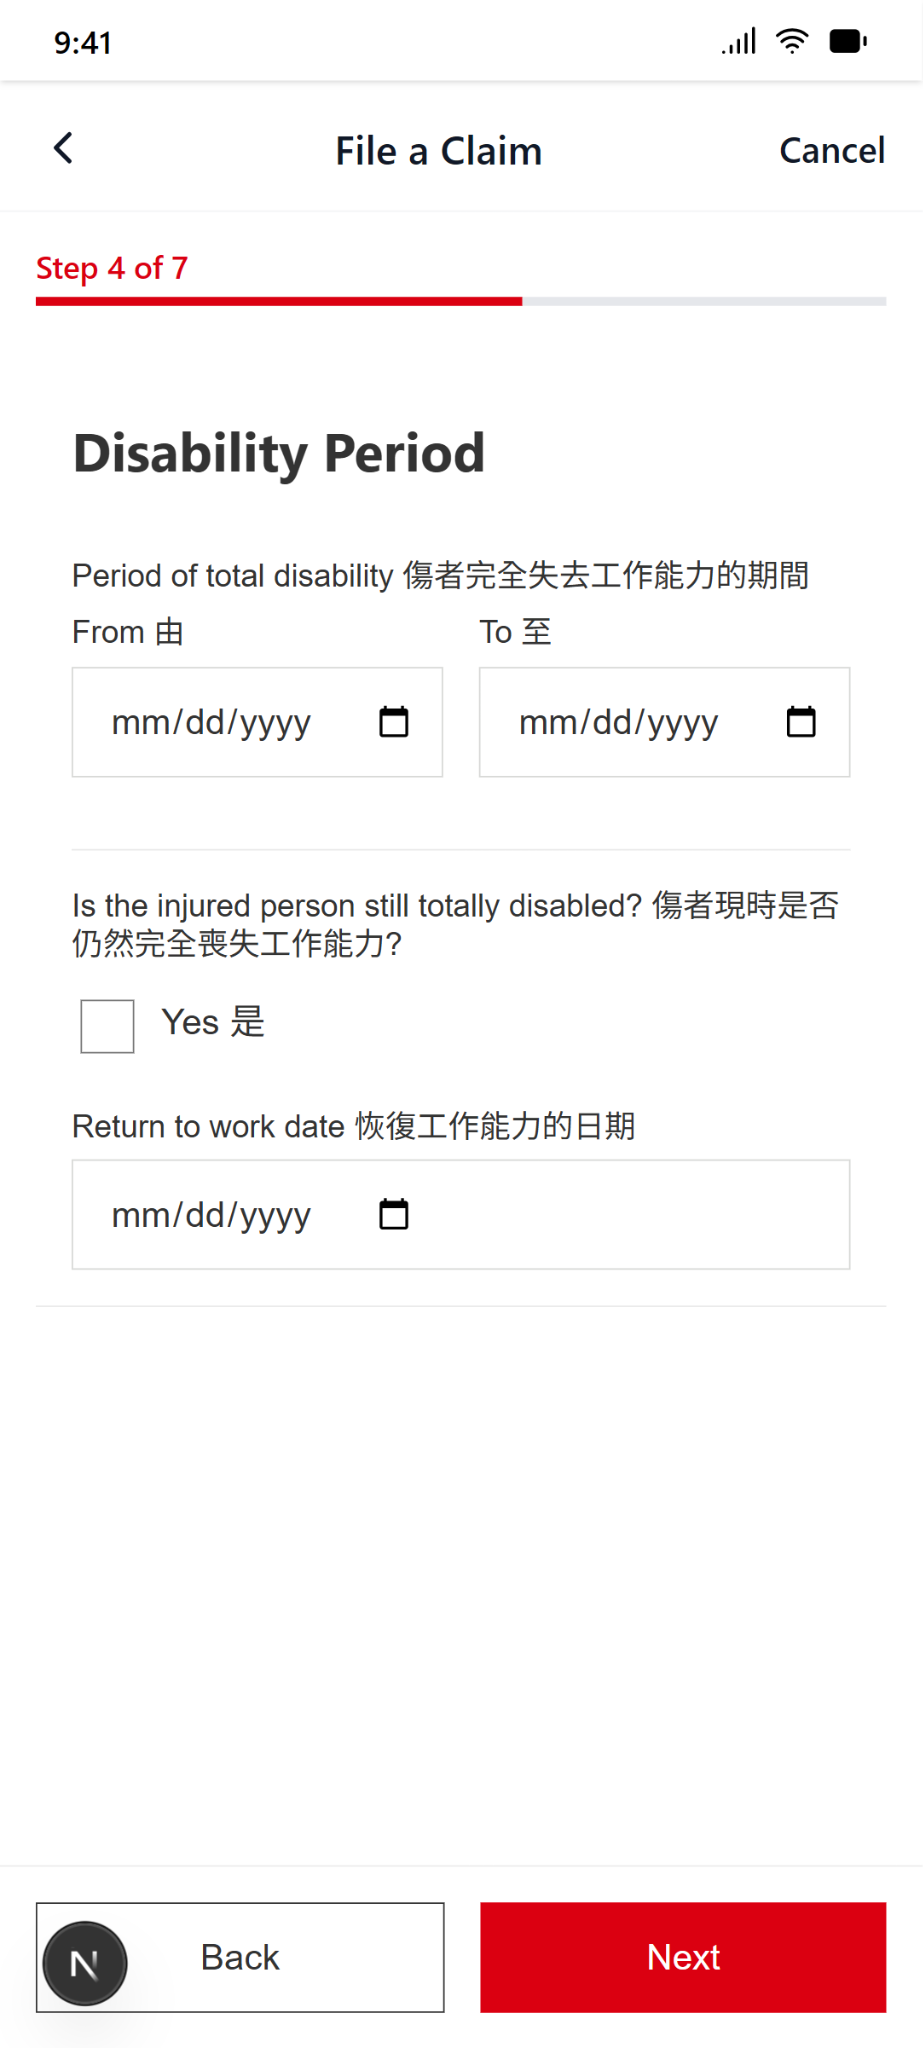 9:41
File a Claim
Cancel
Step 4 of 7
Disability Period
Period of total disability 傷者完全失去工作能力的期間
From 由
To 至
mm/dd/yyyy
mm/dd/yyyy
Is the injured person still totally disabled? 傷者現時是否
仍然完全喪失工作能力?
Yes 是
Return to work date 恢復工作能力的日期
mm/dd/yyyy
N
Back
Next